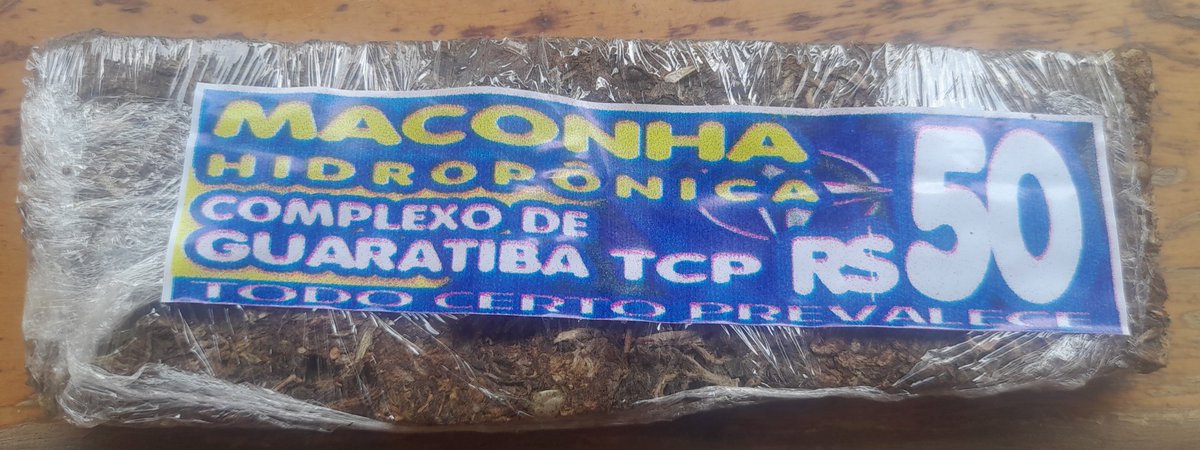 MACONHA
HIDROPÔNICA
COMPLEXO DE
GUARATIBA TCP R$ 50
TODO CERTO PREVALECE